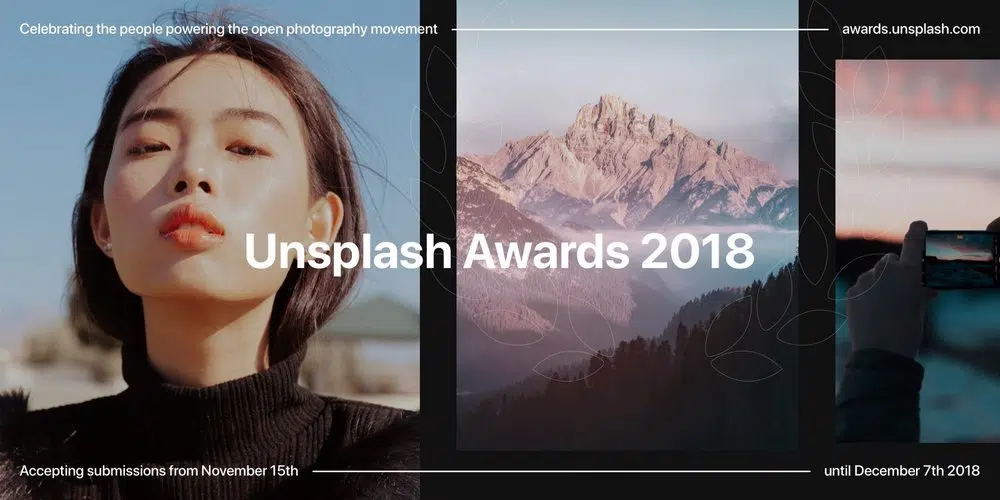 Celebrating the people powering the open photography movement
awards.unsplash.com
Unsplash Awards 2018
Accepting submissions from November 15th
until December 7th 2018